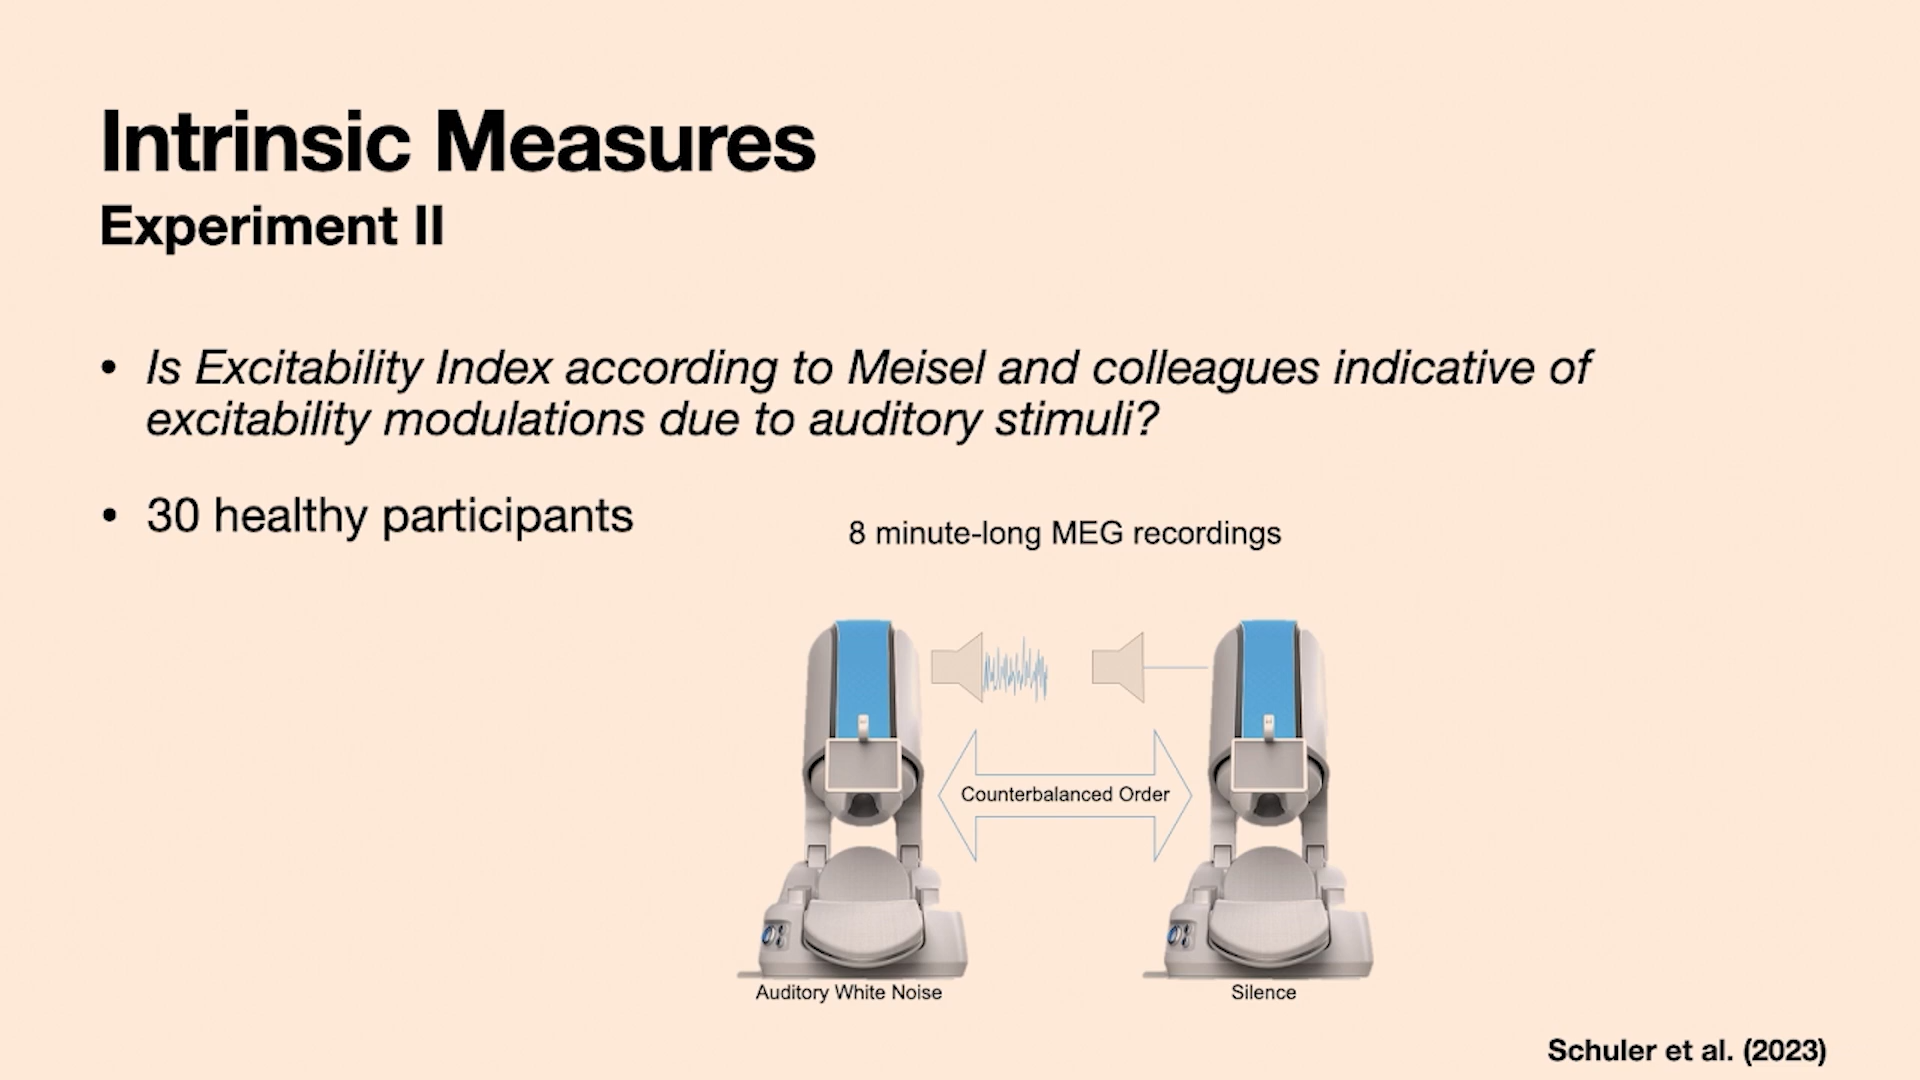 Intrinsic Measures
Experiment II
• Is Excitability Index according to Meisel and colleagues indicative of
excitability modulations due to auditory stimuli?
• 30 healthy participants
8 minute-long MEG recordings
Counterbalanced Order
Auditory White Noise
Silence
Schuler et al. (2023)